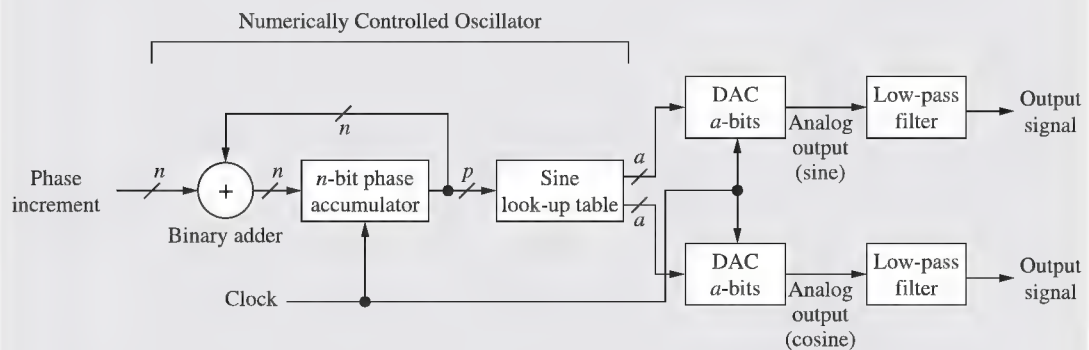 Numerically Controlled Oscillator
Phase
increment
n
+
Binary adder
n
n
n-bit phase
accumulator
p
Sine
look-up table
a
a
Clock
DAC
a-bits
Analog
output
(sine)
Low-pass
filter
Output
signal
DAC
a-bits
Analog
output
(cosine)
Low-pass
filter
Output
signal